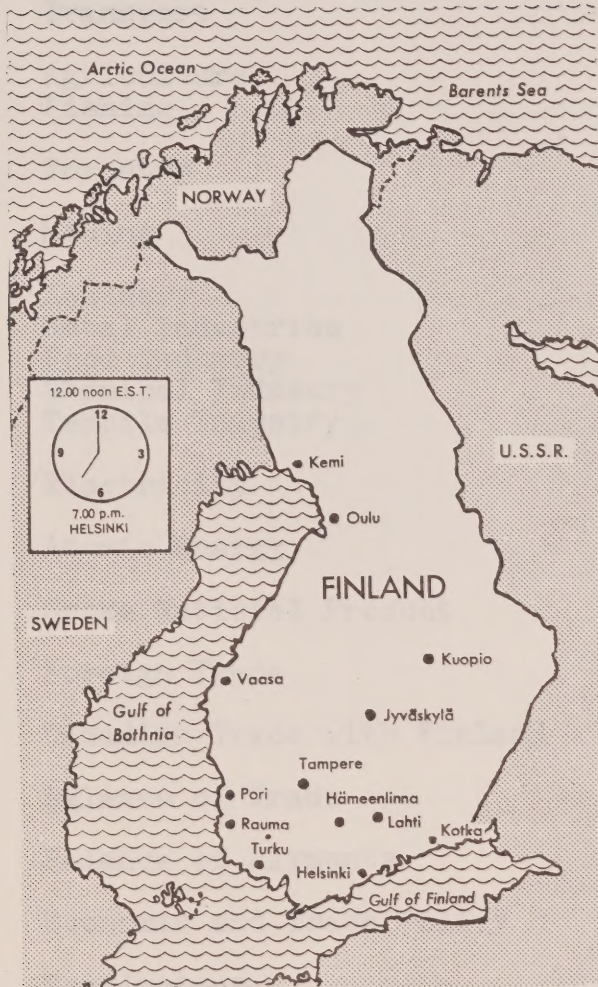 Arctic Ocean
Barents Sea
NORWAY
12.00 noon E.S.T.
12
9
3
6
7.00 p.m.
HELSINKI
U.S.S.R.
Kemi
Oulu
FINLAND
SWEDEN
Kuopio
Vaasa
Gulf of
Bothnia
Jyväskylä
Tampere
Pori
Hämeenlinna
Rauma
Lahti
Kotka
Turku
Helsinki
Gulf of Finland